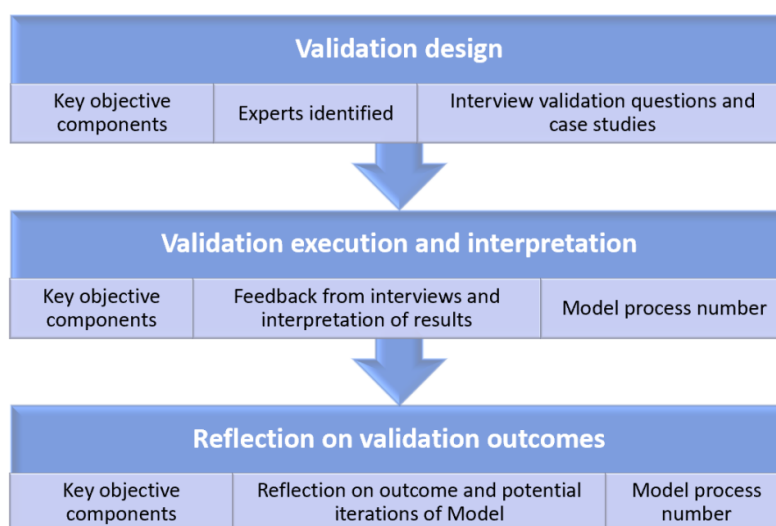 Validation design
Key objective
components
Experts identified
Interview validation questions and
case studies
Validation execution and interpretation
Key objective
components
Feedback from interviews and
interpretation of results
Model process number
Reflection on validation outcomes
Key objective
components
Reflection on outcome and potential
iterations of Model
Model process
number